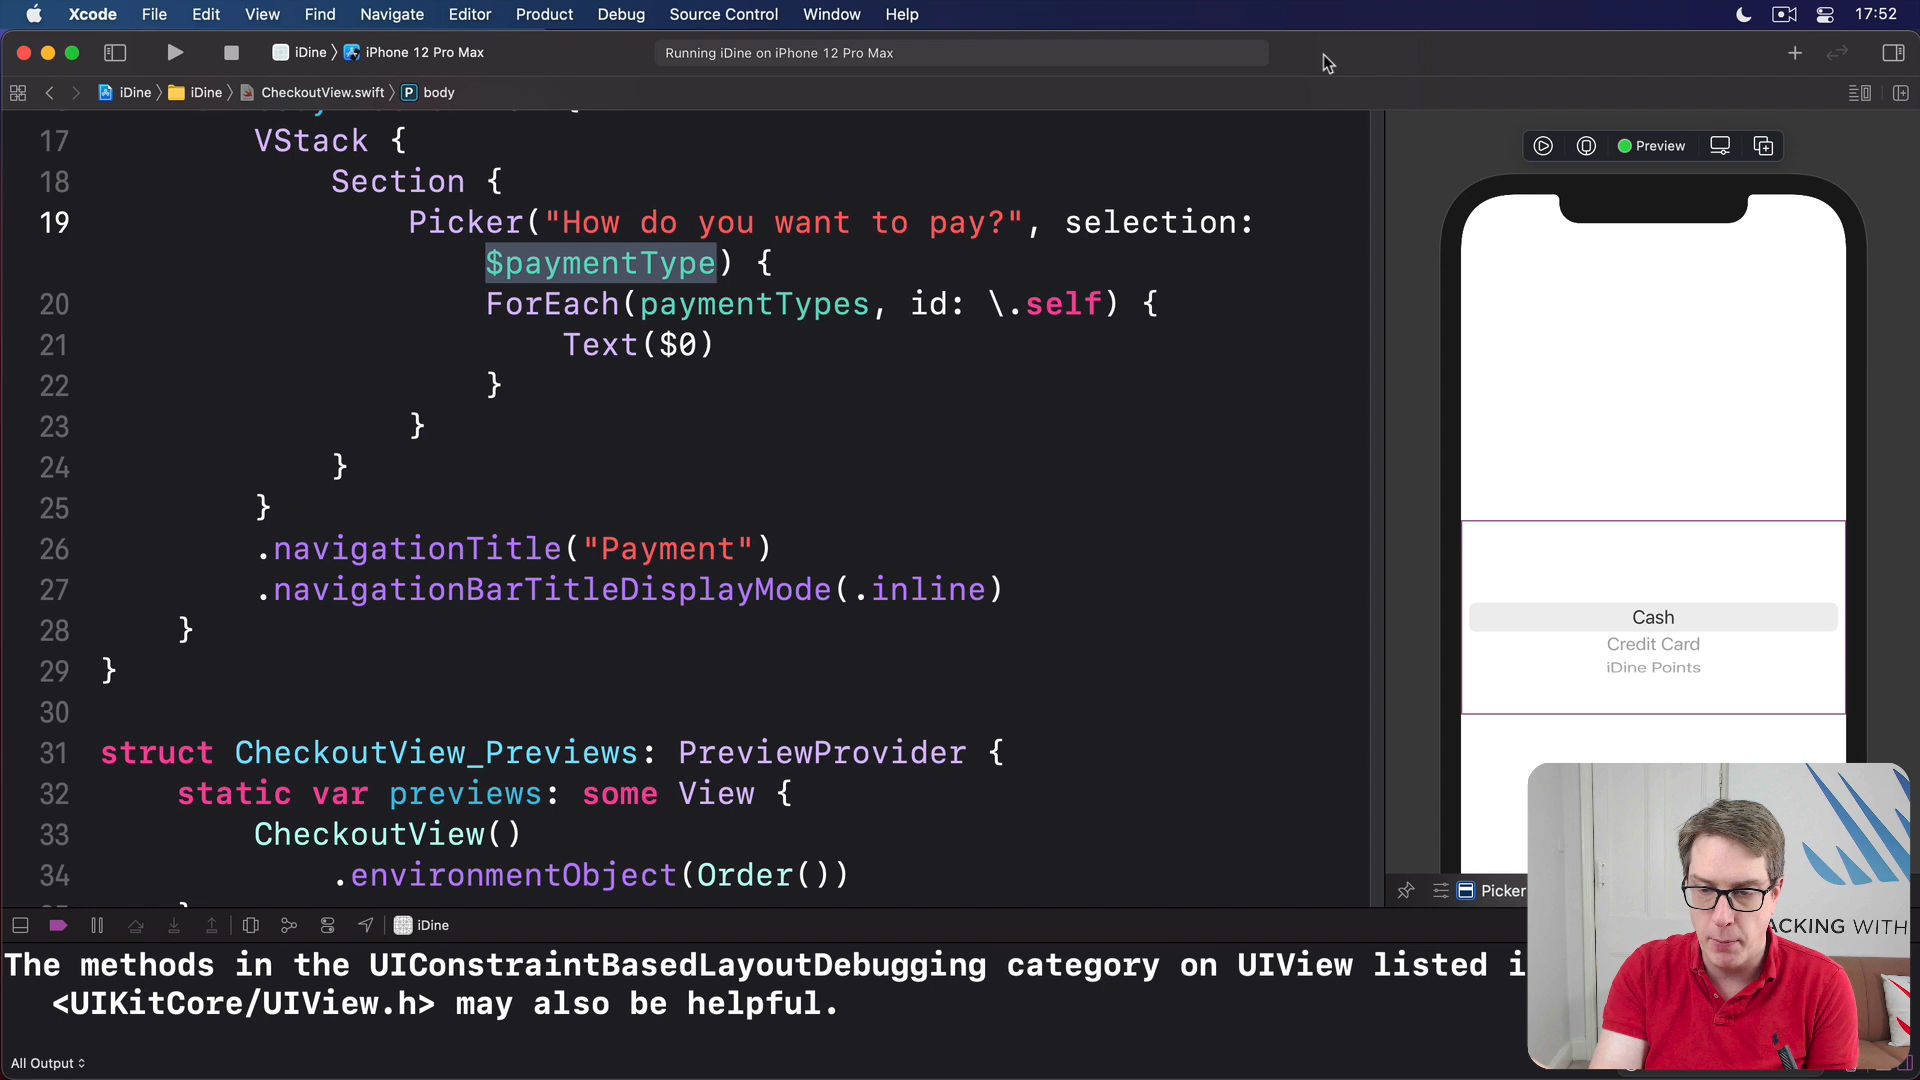 Xcode File Edit View Find Navigate Editor Product Debug Source Control Window Help 17:52
iDine iPhone 12 Pro Max Running iDine on iPhone 12 Pro Max
iDine iDine CheckoutView.swift P body
17 VStack {
18 Section {
19 Picker("How do you want to pay?", selection:
$paymentType) {
20 ForEach(paymentTypes, id: \.self) {
21 Text($0)
22 }
23 }
24 }
25 }
26 .navigationTitle("Payment")
27 .navigationBarTitleDisplayMode(.inline)
28 }
29 }
30
31 struct CheckoutView_Previews: PreviewProvider {
32 static var previews: some View {
33 CheckoutView()
34 .environmentObject(Order())
Preview
Cash
Credit Card
iDine Points
Picker
ACKING WITH
iDine
The methods in the UIConstraintBasedLayoutDebugging category on UIView listed i
<UIKitCore/UIView.h> may also be helpful.
All Output